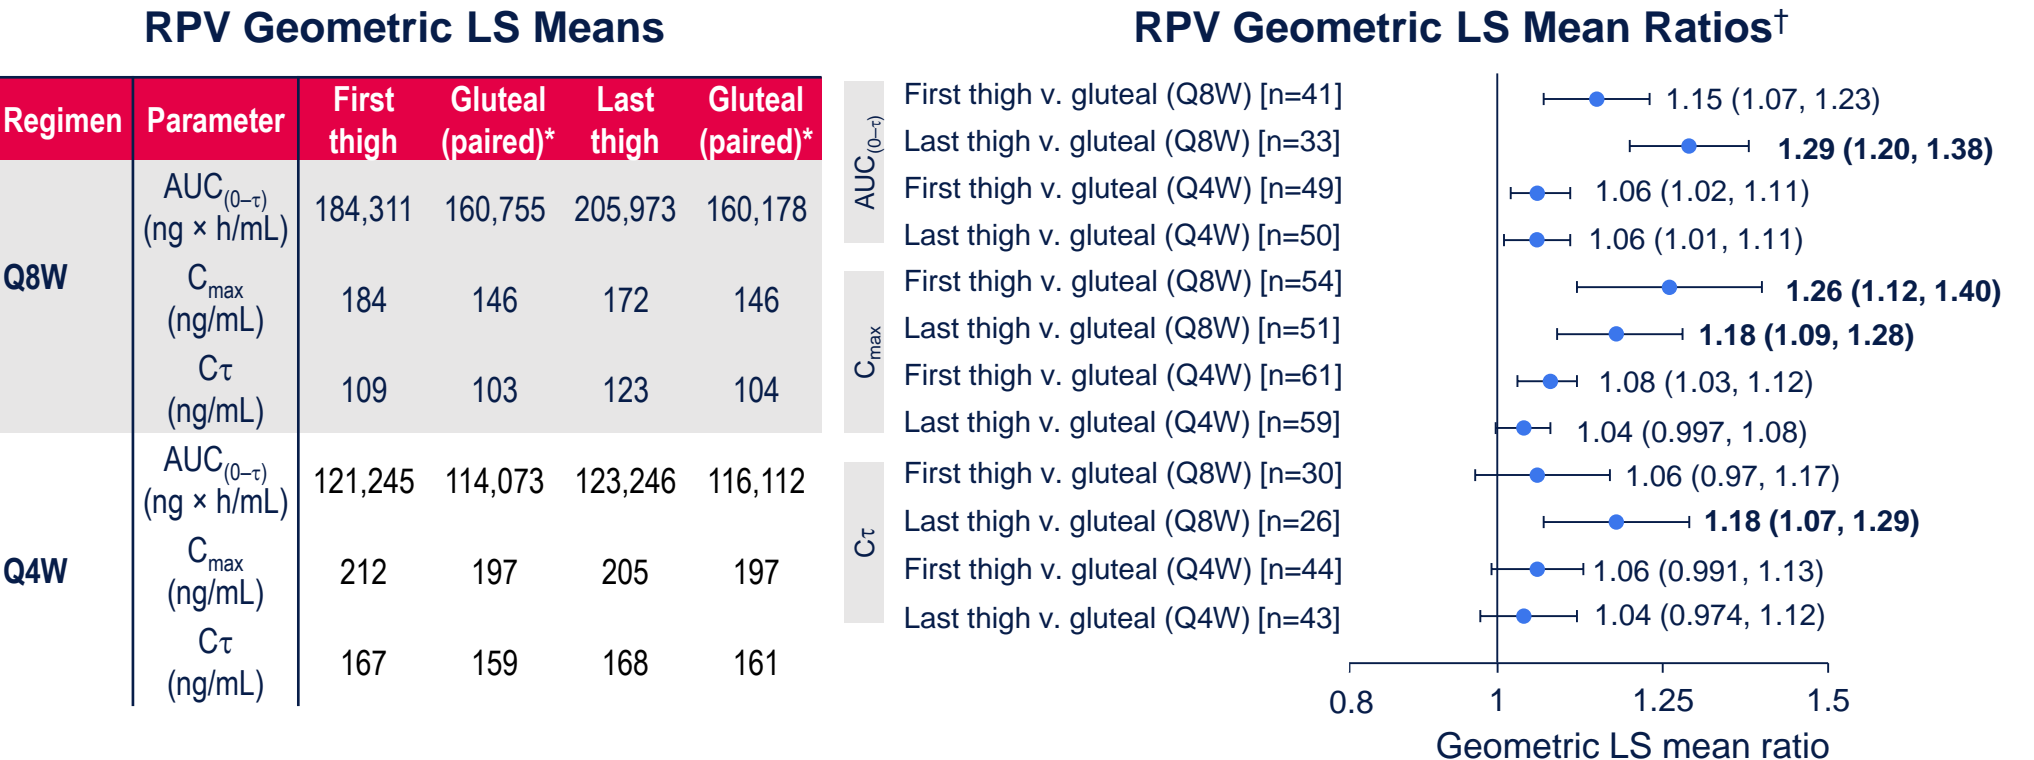 RPV Geometric LS Means
Regimen Parameter First thigh Gluteal (paired)* Last thigh Gluteal (paired)*
Q8W
AUC(0–τ) (ng × h/mL) 184,311 160,755 205,973 160,178
Cmax (ng/mL) 184 146 172 146
Cτ (ng/mL) 109 103 123 104
Q4W
AUC(0–τ) (ng × h/mL) 121,245 114,073 123,246 116,112
Cmax (ng/mL) 212 197 205 197
Cτ (ng/mL) 167 159 168 161
RPV Geometric LS Mean Ratios†
AUC(0–τ)
First thigh v. gluteal (Q8W) [n=41] 1.15 (1.07, 1.23)
Last thigh v. gluteal (Q8W) [n=33] 1.29 (1.20, 1.38)
First thigh v. gluteal (Q4W) [n=49] 1.06 (1.02, 1.11)
Last thigh v. gluteal (Q4W) [n=50] 1.06 (1.01, 1.11)
Cmax
First thigh v. gluteal (Q8W) [n=54] 1.26 (1.12, 1.40)
Last thigh v. gluteal (Q8W) [n=51] 1.18 (1.09, 1.28)
First thigh v. gluteal (Q4W) [n=61] 1.08 (1.03, 1.12)
Last thigh v. gluteal (Q4W) [n=59] 1.04 (0.997, 1.08)
Cτ
First thigh v. gluteal (Q8W) [n=30] 1.06 (0.97, 1.17)
Last thigh v. gluteal (Q8W) [n=26] 1.18 (1.07, 1.29)
First thigh v. gluteal (Q4W) [n=44] 1.06 (0.991, 1.13)
Last thigh v. gluteal (Q4W) [n=43] 1.04 (0.974, 1.12)
0.8 1 1.25 1.5
Geometric LS mean ratio